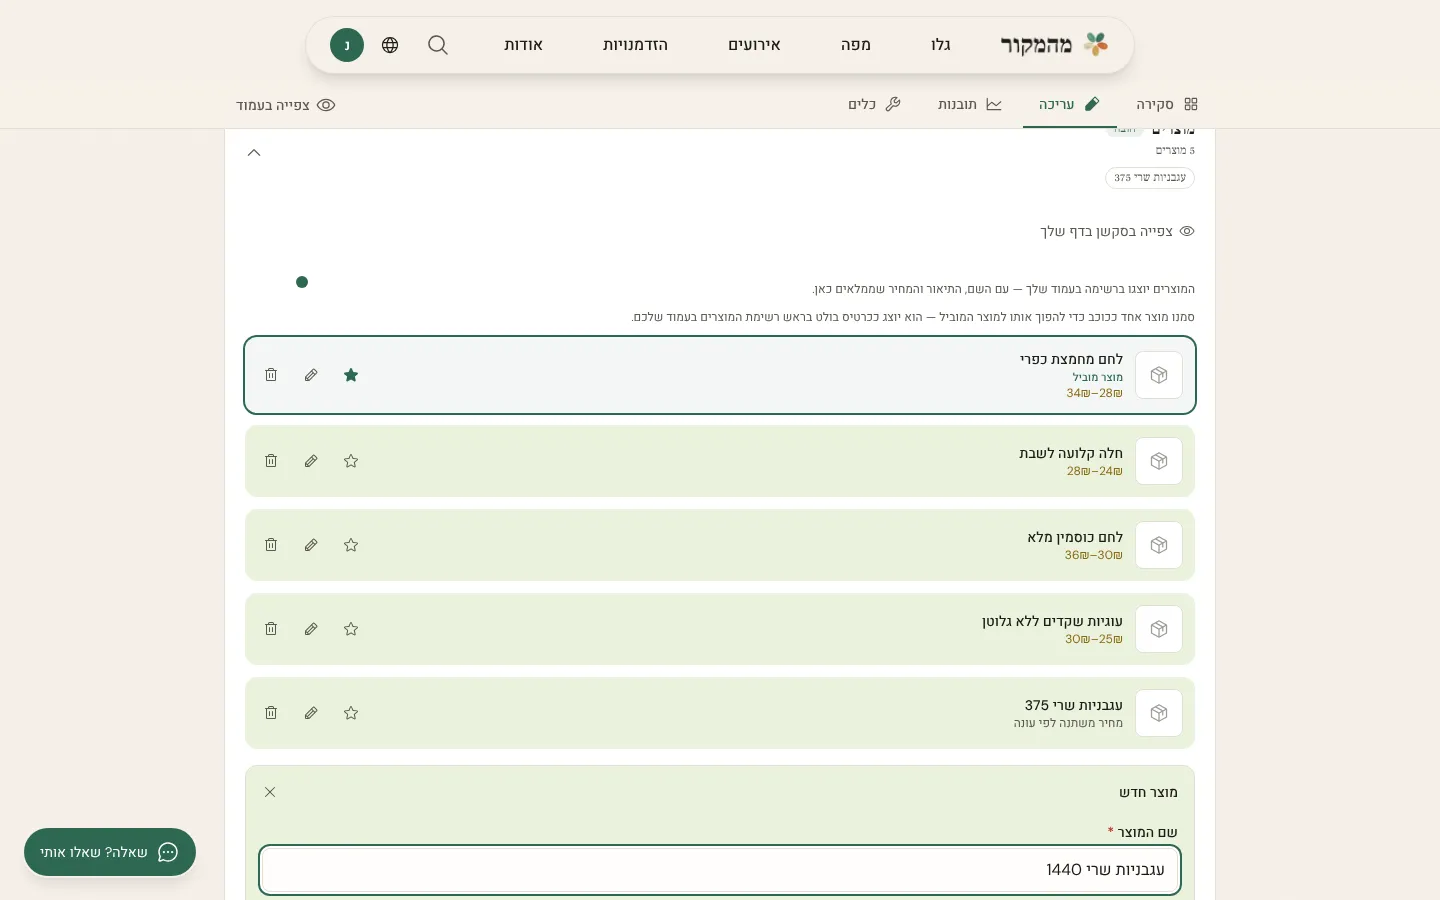 מהמקור
גלו
מפה
אירועים
הזדמנויות
אודות
נ
סקירה
עריכה
תובנות
כלים
צפייה בעמוד
מוצרים
חובה
5 מוצרים
עגבניות שרי 375
צפייה בסקשן בדף שלך
המוצרים יוצגו ברשימה בעמוד שלך — עם השם, התיאור והמחיר שממלאים כאן.
סמנו מוצר אחד ככוכב כדי להפוך אותו למוצר המוביל — הוא יוצג ככרטיס בולט בראש רשימת המוצרים בעמוד שלכם.
לחם מחמצת כפרי
מוצר מוביל
₪28–₪34
חלה קלועה לשבת
₪24–₪28
לחם כוסמין מלא
₪30–₪36
עוגיות שקדים ללא גלוטן
₪25–₪30
עגבניות שרי 375
מחיר משתנה לפי עונה
מוצר חדש
שם המוצר *
עגבניות שרי 1440
שאלה? שאלו אותי